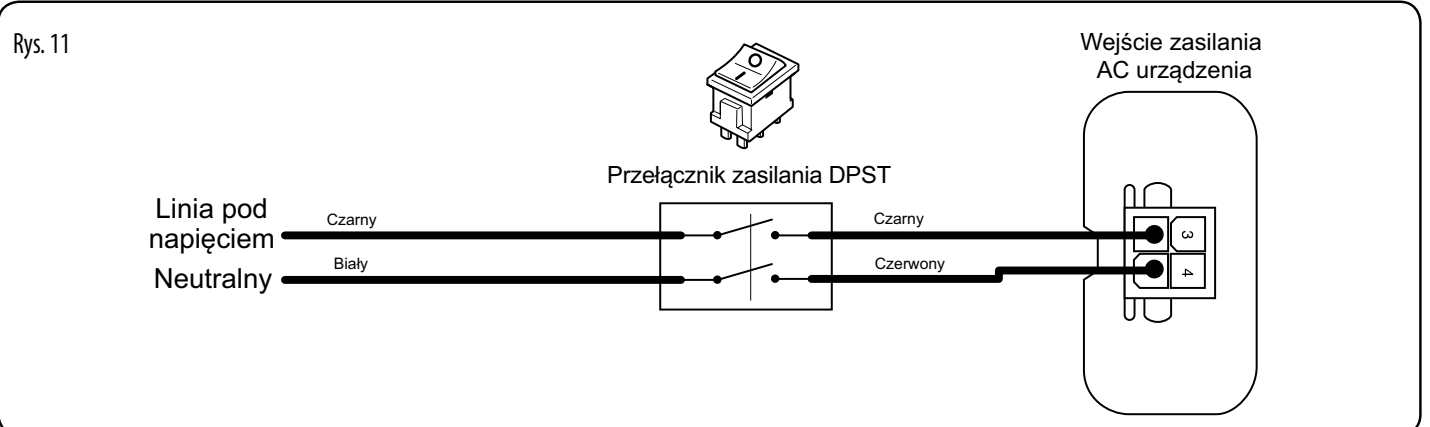 Rys. 11
Wejście zasilania
AC urządzenia
Przełącznik zasilania DPST
Linia pod
napięciem
Czarny
Czarny
Neutralny
Biały
Czerwony
3
4